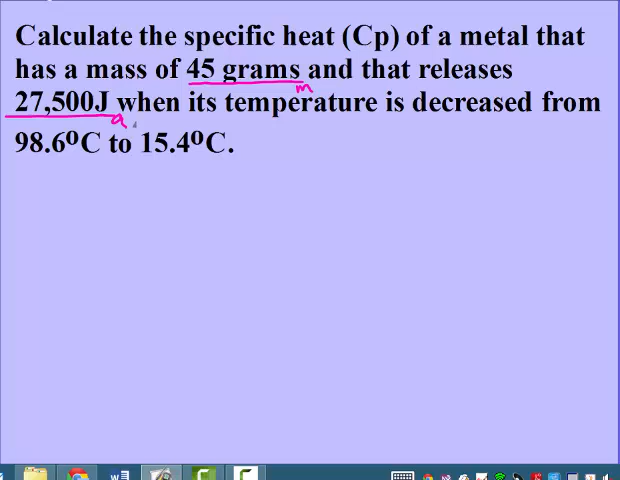 Calculate the specific heat (Cp) of a metal that
has a mass of 45 grams and that releases
m
27,500J when its temperature is decreased from
q
98.6ºC to 15.4ºC.